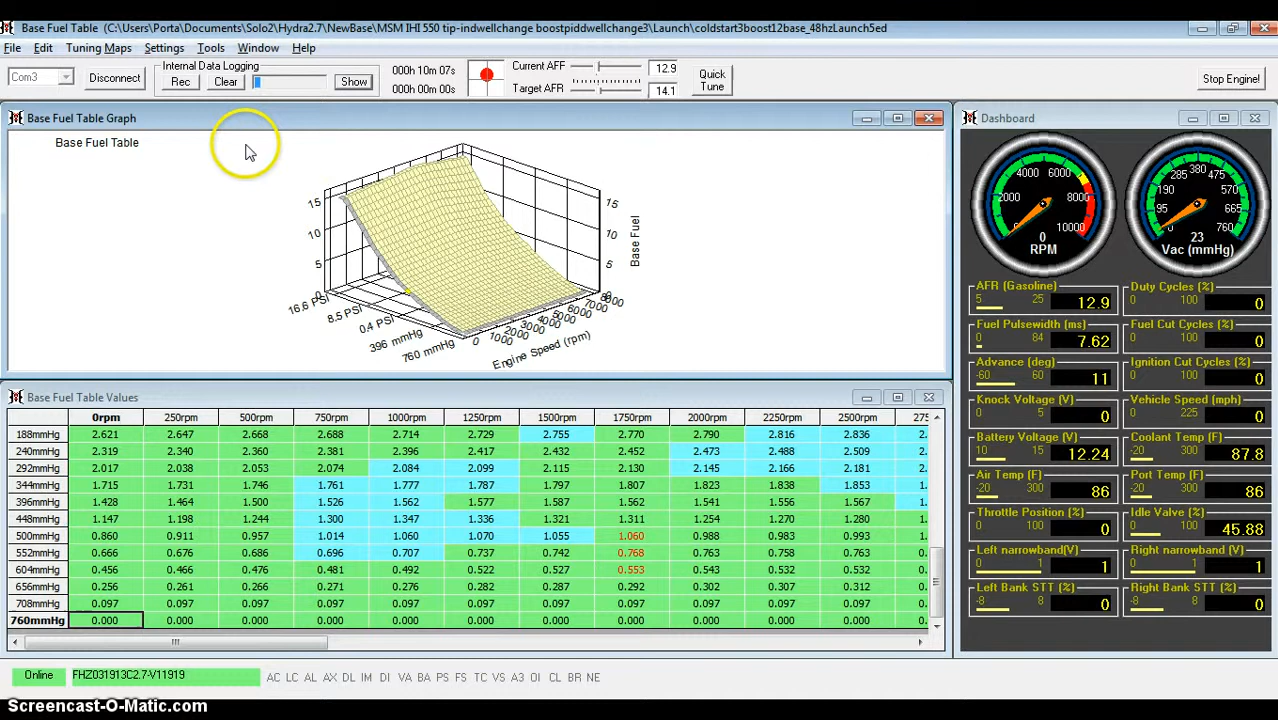 Base Fuel Table   (C:\Users\Porta\Documents\Solo2\Hydra2.7\NewBase\MSM IHI 550 tip-indwellchange boostpiddwellchange3\Launch\coldstart3boost12base_48hzLaunch5ed
File Edit Tuning Maps Settings Tools Window Help
Com3 Disconnect
Internal Data Logging
Rec Clear Show
000h 10m 07s
000h 00m 00s
Current AFF 12.9
Target AFR 14.1
Quick Tune
Stop Engine!
Base Fuel Table Graph
Base Fuel Table
15 10 5 0
15 10 5
Base Fuel
16.6 PSI 8.5 PSI 0.4 PSI 396 mmHg 760 mmHg
0 1000 2000 3000 4000 5000 6000 7000 8000
Engine Speed (rpm)
Base Fuel Table Values
0rpm 250rpm 500rpm 750rpm 1000rpm 1250rpm 1500rpm 1750rpm 2000rpm 2250rpm 2500rpm 275
188mmHg 2.621 2.647 2.668 2.688 2.714 2.729 2.755 2.770 2.790 2.816 2.836
240mmHg 2.319 2.340 2.360 2.381 2.396 2.417 2.432 2.452 2.473 2.488 2.509
292mmHg 2.017 2.038 2.053 2.074 2.084 2.099 2.115 2.130 2.145 2.166 2.181
344mmHg 1.715 1.731 1.746 1.761 1.777 1.787 1.797 1.807 1.823 1.838 1.853
396mmHg 1.428 1.464 1.500 1.526 1.562 1.577 1.587 1.562 1.541 1.556 1.567
448mmHg 1.147 1.198 1.244 1.300 1.347 1.336 1.321 1.311 1.254 1.270 1.280
500mmHg 0.860 0.911 0.957 1.014 1.060 1.070 1.055 1.060 0.988 0.983 0.993
552mmHg 0.666 0.676 0.686 0.696 0.707 0.737 0.742 0.768 0.763 0.758 0.763
604mmHg 0.456 0.466 0.476 0.481 0.492 0.522 0.527 0.553 0.543 0.532 0.532
656mmHg 0.256 0.261 0.266 0.271 0.276 0.282 0.287 0.292 0.302 0.307 0.312
708mmHg 0.097 0.097 0.097 0.097 0.097 0.097 0.097 0.097 0.097 0.097 0.097
760mmHg 0.000 0.000 0.000 0.000 0.000 0.000 0.000 0.000 0.000 0.000 0.000
Dashboard
2000 4000 6000 8000 10000
0
RPM
0 95 190 285 380 475 570 665 760
23
Vac (mmHg)
AFR (Gasoline) 5 25 12.9
Duty Cycles (%) 0 100 0
Fuel Pulsewidth (ms) 0 84 7.62
Fuel Cut Cycles (%) 0 100 0
Advance (deg) -60 60 11
Ignition Cut Cycles (%) 0 100 0
Knock Voltage (V) 0 5 0
Vehicle Speed (mph) 0 225 0
Battery Voltage (V) 10 15 12.24
Coolant Temp (F) -20 300 87.8
Air Temp (F) -20 300 86
Port Temp (F) -20 300 86
Throttle Position (%) 0 100 0
Idle Valve (%) 0 100 45.88
Left narrowband(V) 0 1 1
Right narrowband (V) 0 1 1
Left Bank STT (%) -8 8 0
Right Bank STT (%) -8 8 0
Online FHZ031913C2.7-V11919 AC LC AL AX DL IM DI VA BA PS FS TC VS A3 OI CL BR NE
Screencast-O-Matic.com